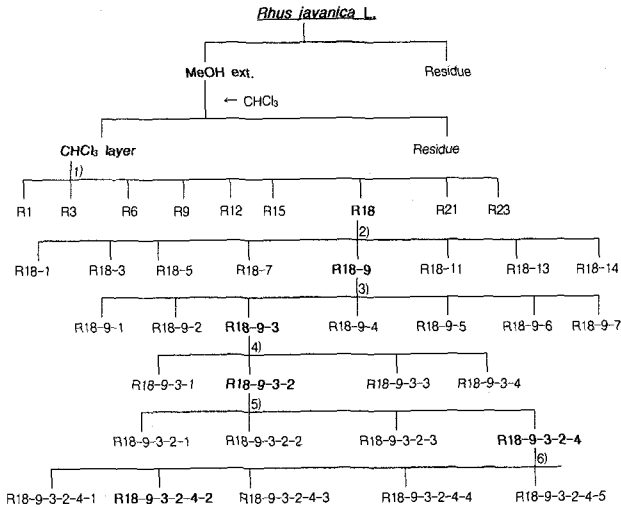 Rhus javanica L.
MeOH ext. Residue
← CHCl₃
CHCl₃ layer Residue
1)
R1 R3 R6 R9 R12 R15 R18 R21 R23
2)
R18-1 R18-3 R18-5 R18-7 R18-9 R18-11 R18-13 R18-14
3)
R18-9-1 R18-9-2 R18-9-3 R18-9-4 R18-9-5 R18-9-6 R18-9-7
4)
R18-9-3-1 R18-9-3-2 R18-9-3-3 R18-9-3-4
5)
R18-9-3-2-1 R18-9-3-2-2 R18-9-3-2-3 R18-9-3-2-4
6)
R18-9-3-2-4-1 R18-9-3-2-4-2 R18-9-3-2-4-3 R18-9-3-2-4-4 R18-9-3-2-4-5